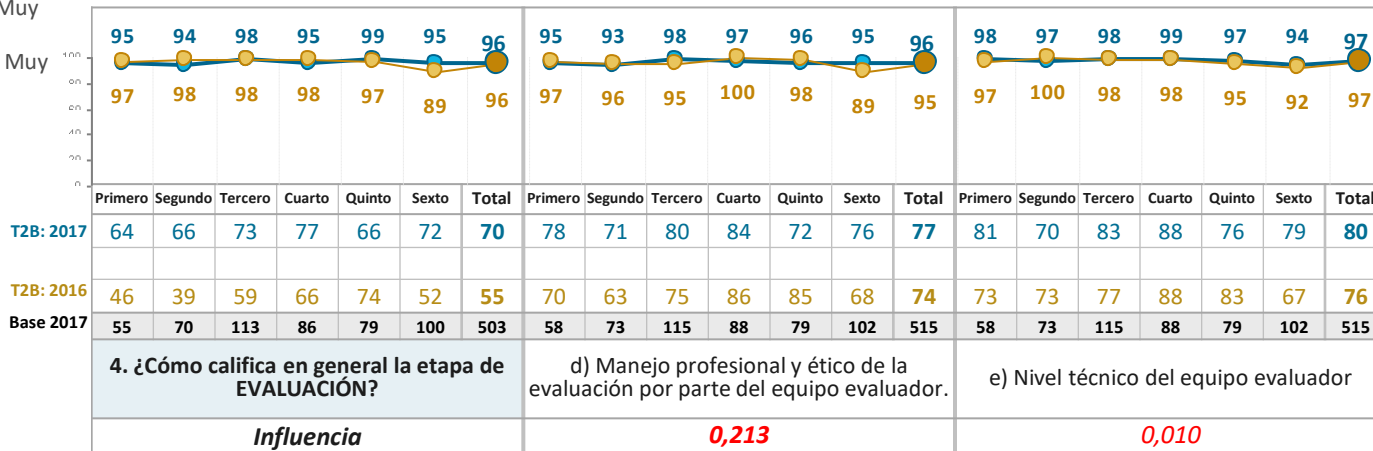 Muy
95 94 98 95 99 95 96 95 93 98 97 96 95 96 98 97 98 99 97 94 97
Muy
100
80
60
40
20
0
97 98 98 98 97 89 96 97 96 95 100 98 89 95 97 100 98 98 95 92 97
Primero Segundo Tercero Cuarto Quinto Sexto Total Primero Segundo Tercero Cuarto Quinto Sexto Total Primero Segundo Tercero Cuarto Quinto Sexto Total
T2B: 2017 64 66 73 77 66 72 70 78 71 80 84 72 76 77 81 70 83 88 76 79 80
T2B: 2016 46 39 59 66 74 52 55 70 63 75 86 85 68 74 73 73 77 88 83 67 76
Base 2017 55 70 113 86 79 100 503 58 73 115 88 79 102 515 58 73 115 88 79 102 515
4. ¿Cómo califica en general la etapa de
EVALUACIÓN?
d) Manejo profesional y ético de la
evaluación por parte del equipo evaluador.
e) Nivel técnico del equipo evaluador
Influencia 0,213 0,010